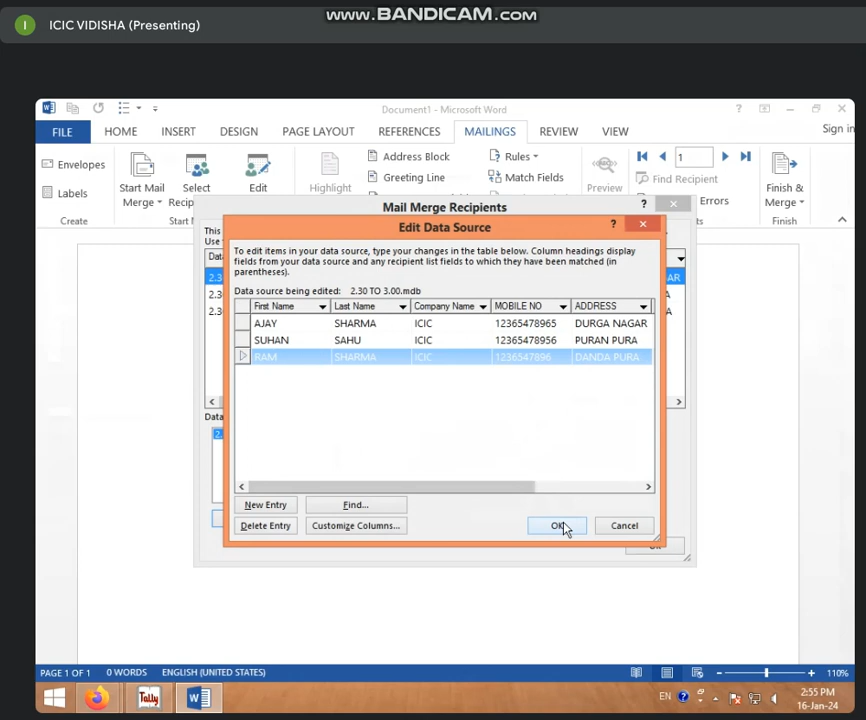 www.BANDICAM.com
I ICIC VIDISHA (Presenting)
Document1 - Microsoft Word
FILE HOME INSERT DESIGN PAGE LAYOUT REFERENCES MAILINGS REVIEW VIEW Sign in
Envelopes
Labels
Create
Start Mail
Merge
Select
Edit
Highlight
Address Block
Greeting Line
Rules
Match Fields
Preview
1
Find Recipient
Errors
Finish &
Merge
Finish
Mail Merge Recipients
This
Use
Edit Data Source
To edit items in your data source, type your changes in the table below. Column headings display
fields from your data source and any recipient list fields to which they have been matched (in
parentheses).
Data source being edited: 2.30 TO 3.00.mdb
First Name Last Name Company Name MOBILE NO ADDRESS
AJAY SHARMA ICIC 12365478965 DURGA NAGAR
SUHAN SAHU ICIC 12365478956 PURAN PURA
RAM SHARMA ICIC 1236547896 DANDA PURA
New Entry Find...
Delete Entry Customize Columns... OK Cancel
PAGE 1 OF 1 0 WORDS ENGLISH (UNITED STATES) 110%
Tally
EN
2:55 PM
16-Jan-24